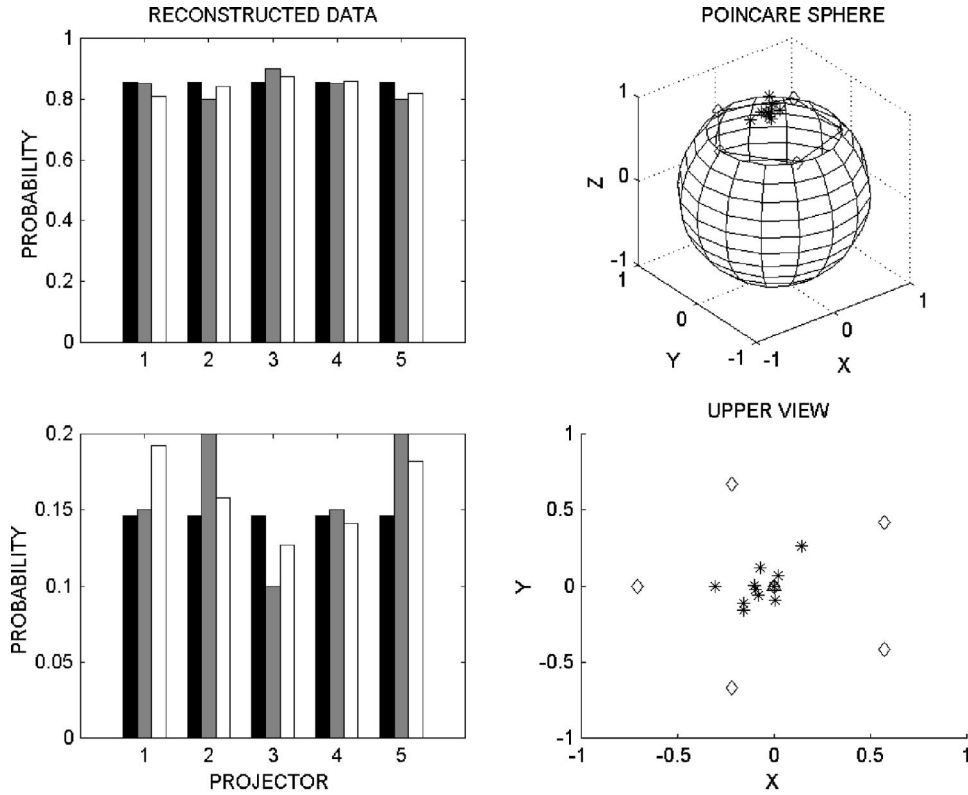 RECONSTRUCTED DATA
1
0.8
0.6
0.4
0.2
0
PROBABILITY
1 2 3 4 5
POINCARE SPHERE
1
0
-1
Z
1
0
-1
Y
-1
0
1
X
0.2
0.15
0.1
0.05
0
PROBABILITY
1 2 3 4 5
PROJECTOR
UPPER VIEW
1
0.5
0
-0.5
-1
Y
-1 -0.5 0 0.5 1
X